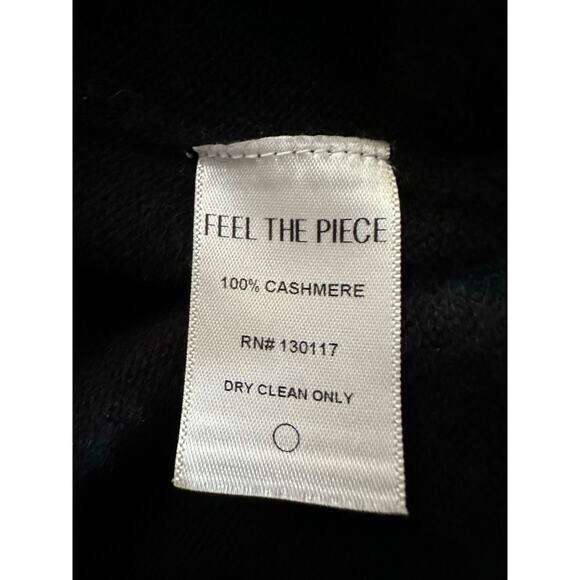 FEEL THE PIECE
100% CASHMERE
RN# 130117
DRY CLEAN ONLY